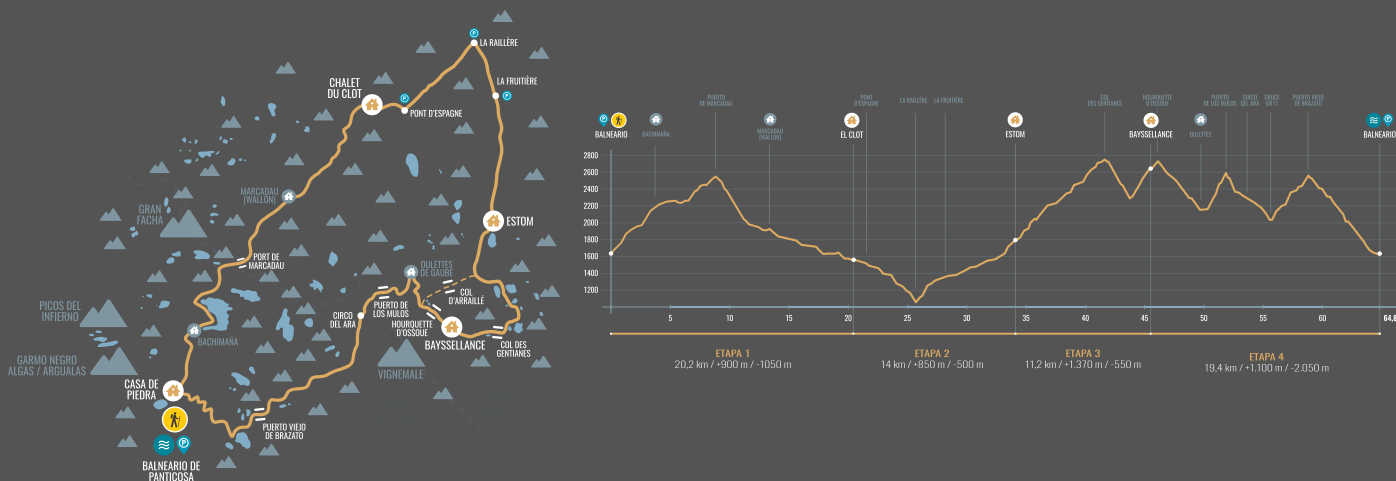 P
LA RAILLÈRE
CHALET
DU CLOT
LA FRUITIÈRE
P
P
PONT D'ESPAGNE
MARCADAU
(WALLON)
GRAN
FACHA
ESTOM
PORT DE
MARCADAU
OULETTES
DE GAUBE
COL
D'ARRAILLÉ
PICOS DEL
INFIERNO
PUERTO DE
LOS MULOS
CIRCO
DEL ARA
HOURQUETTE
D'OSSOUE
BACHIMAÑA
BAYSSELLANCE
COL DES
GENTIANES
GARMO NEGRO
ALGAS / ARGUALAS
VIGNEMALE
CASA DE
PIEDRA
PUERTO VIEJO
DE BRAZATO
P
BALNEARIO DE
PANTICOSA
PUERTO
DE MARCADAU
PONT
D'ESPAGNE
LA RAILLÈRE
LA FRUITIÈRE
COL
DES GENTIANES
HOURQUETTE
D'OSSOUE
PUERTO
DE LOS MULOS
CIRCO
DEL ARA
CRUCE
GR11
PUERTO VIEJO
DE BRAZATO
P
P
BALNEARIO
BACHIMAÑA
MARCADAU
(WALLON)
EL CLOT
ESTOM
BAYSSELLANCE
OULETTES
BALNEARIO
2800
2600
2400
2200
2000
1800
1600
1400
1200
5 10 15 20 25 30 35 40 45 50 55 60 64,8
ETAPA 1
20,2 km / +900 m / -1050 m
ETAPA 2
14 km / +850 m / -500 m
ETAPA 3
11,2 km / +1.370 m / -550 m
ETAPA 4
19,4 km / +1.100 m / -2.050 m